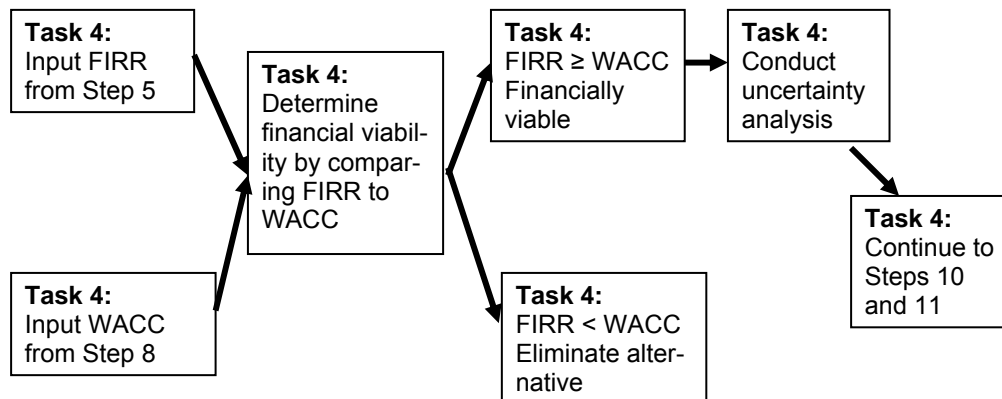 Task 4:
Input FIRR
from Step 5
Task 4:
Input WACC
from Step 8
Task 4:
Determine
financial viabil-
ity by compar-
ing FIRR to
WACC
Task 4:
FIRR ≥ WACC
Financially
viable
Task 4:
FIRR < WACC
Eliminate alter-
native
Task 4:
Conduct
uncertainty
analysis
Task 4:
Continue to
Steps 10
and 11